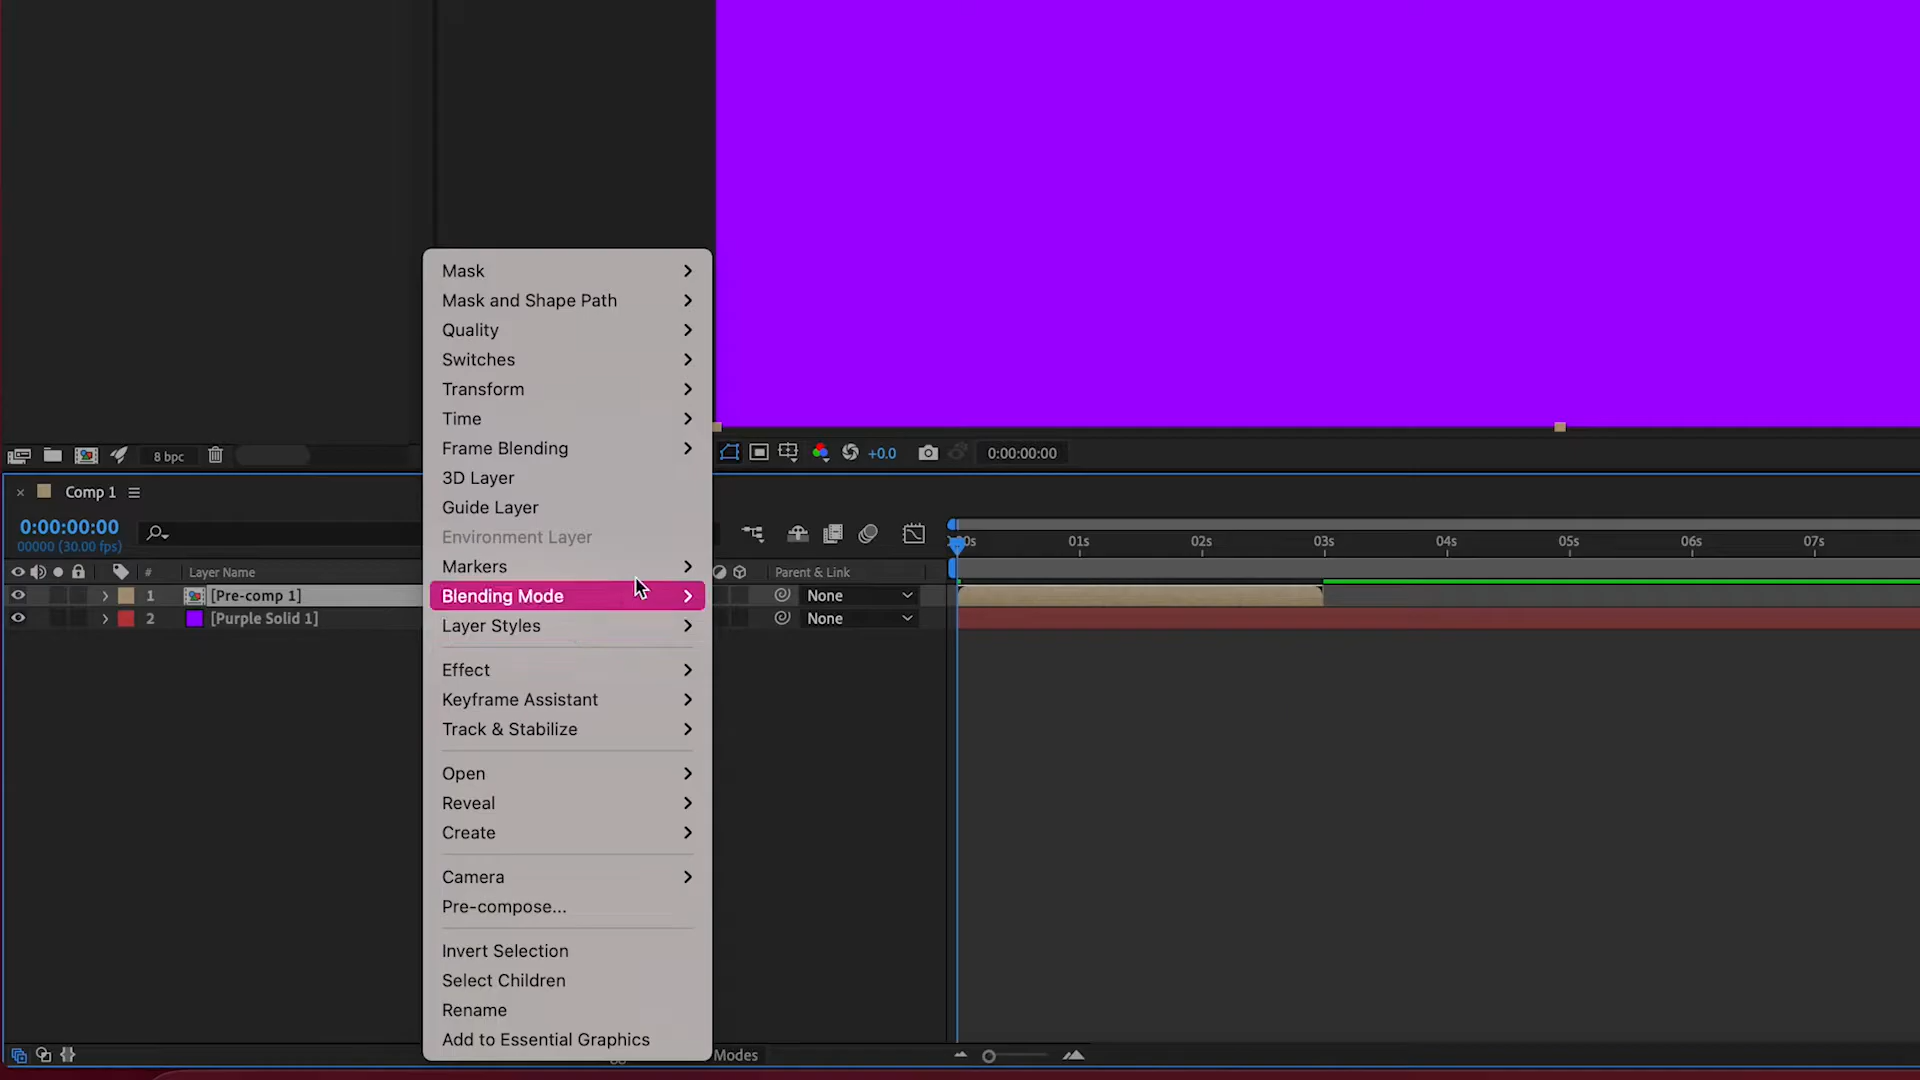 Mask
Mask and Shape Path
Quality
Switches
Transform
Time
Frame Blending
3D Layer
Guide Layer
Environment Layer
Markers
Blending Mode
Layer Styles
Effect
Keyframe Assistant
Track & Stabilize
Open
Reveal
Create
Camera
Pre-compose...
Invert Selection
Select Children
Rename
Add to Essential Graphics
8 bpc
+0.0
0:00:00:00
Comp 1
0:00:00:00
00000 (30.00 fps)
# Layer Name
Parent & Link
1 [Pre-comp 1] None
2 [Purple Solid 1] None
01s 02s 03s 04s 05s 06s 07s
Modes